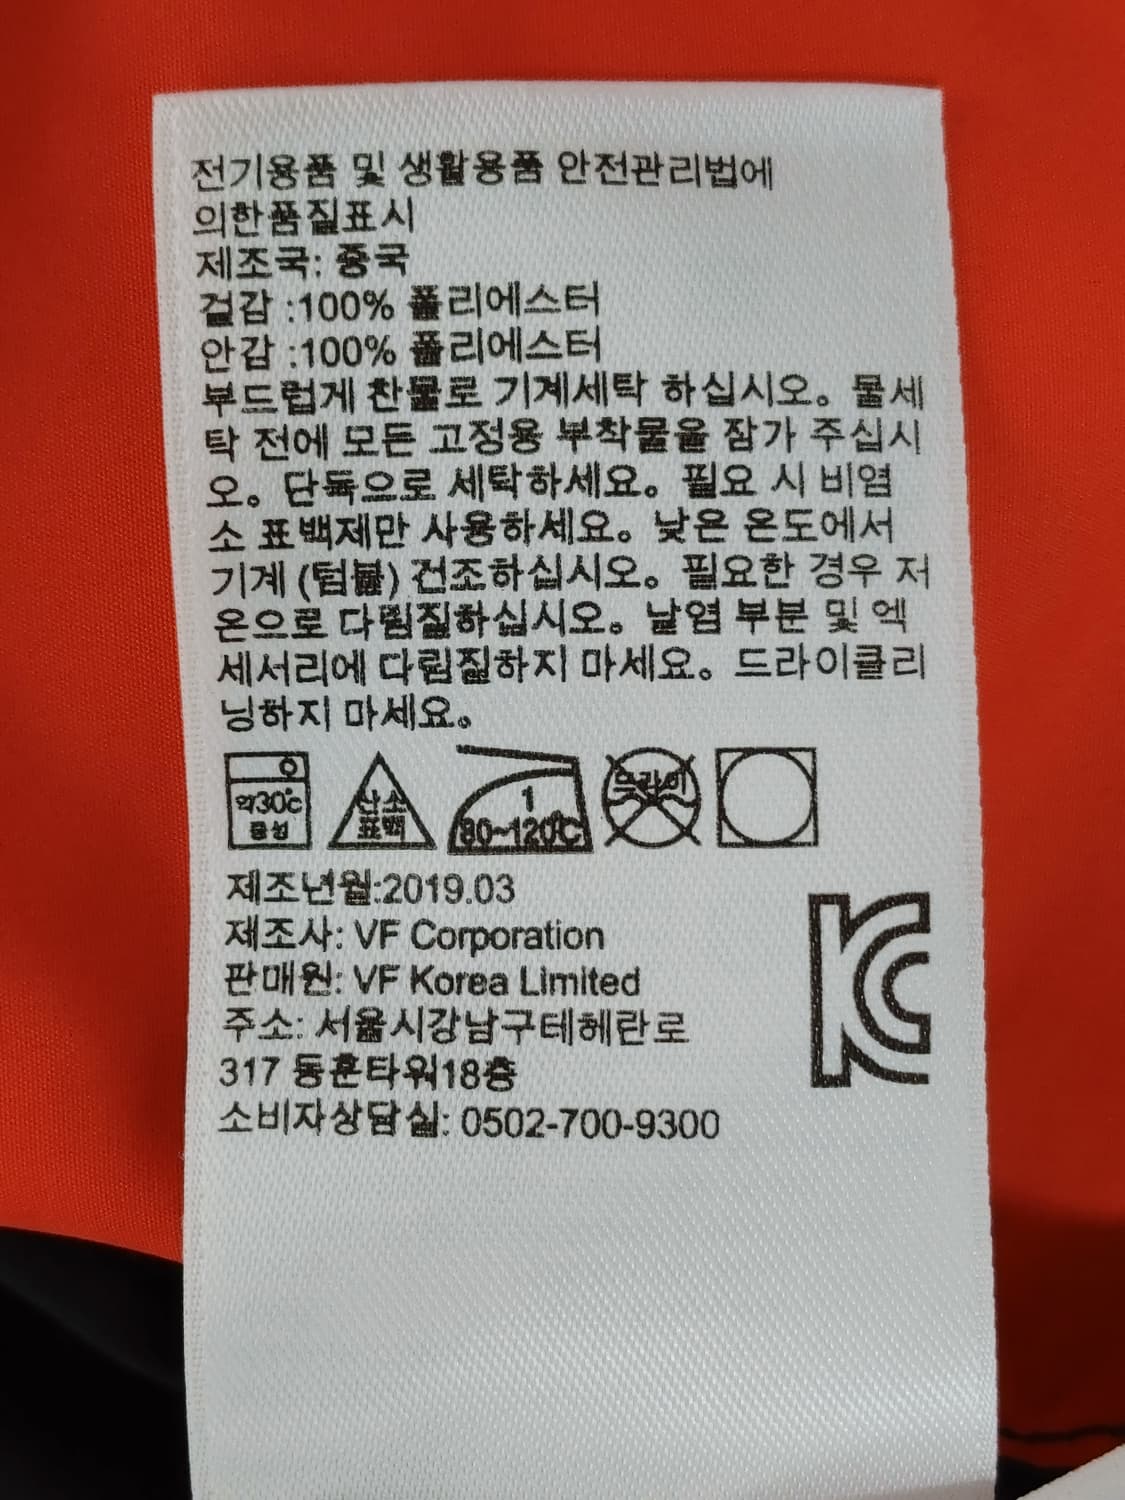 전기용품 및 생활용품 안전관리법에
의한품질표시
제조국: 중국
겉감 :100% 폴리에스터
안감 :100% 폴리에스터
부드럽게 찬물로 기계세탁 하십시오。물세
탁 전에 모든 고정용 부착물을 잠가 주십시
오。단독으로 세탁하세요。필요 시 비염
소 표백제만 사용하세요。낮은 온도에서
기계 (텀블) 건조하십시오。필요한 경우 저
온으로 다림질하십시오。날염 부분 및 엑
세서리에 다림질하지 마세요。드라이클리
닝하지 마세요。
약30℃
중성
산소
표백
1
80~120℃
드라이
제조년월:2019.03
제조사: VF Corporation
판매원: VF Korea Limited
주소: 서울시강남구테헤란로
317 동훈타워18층
소비자상담실: 0502-700-9300
KC